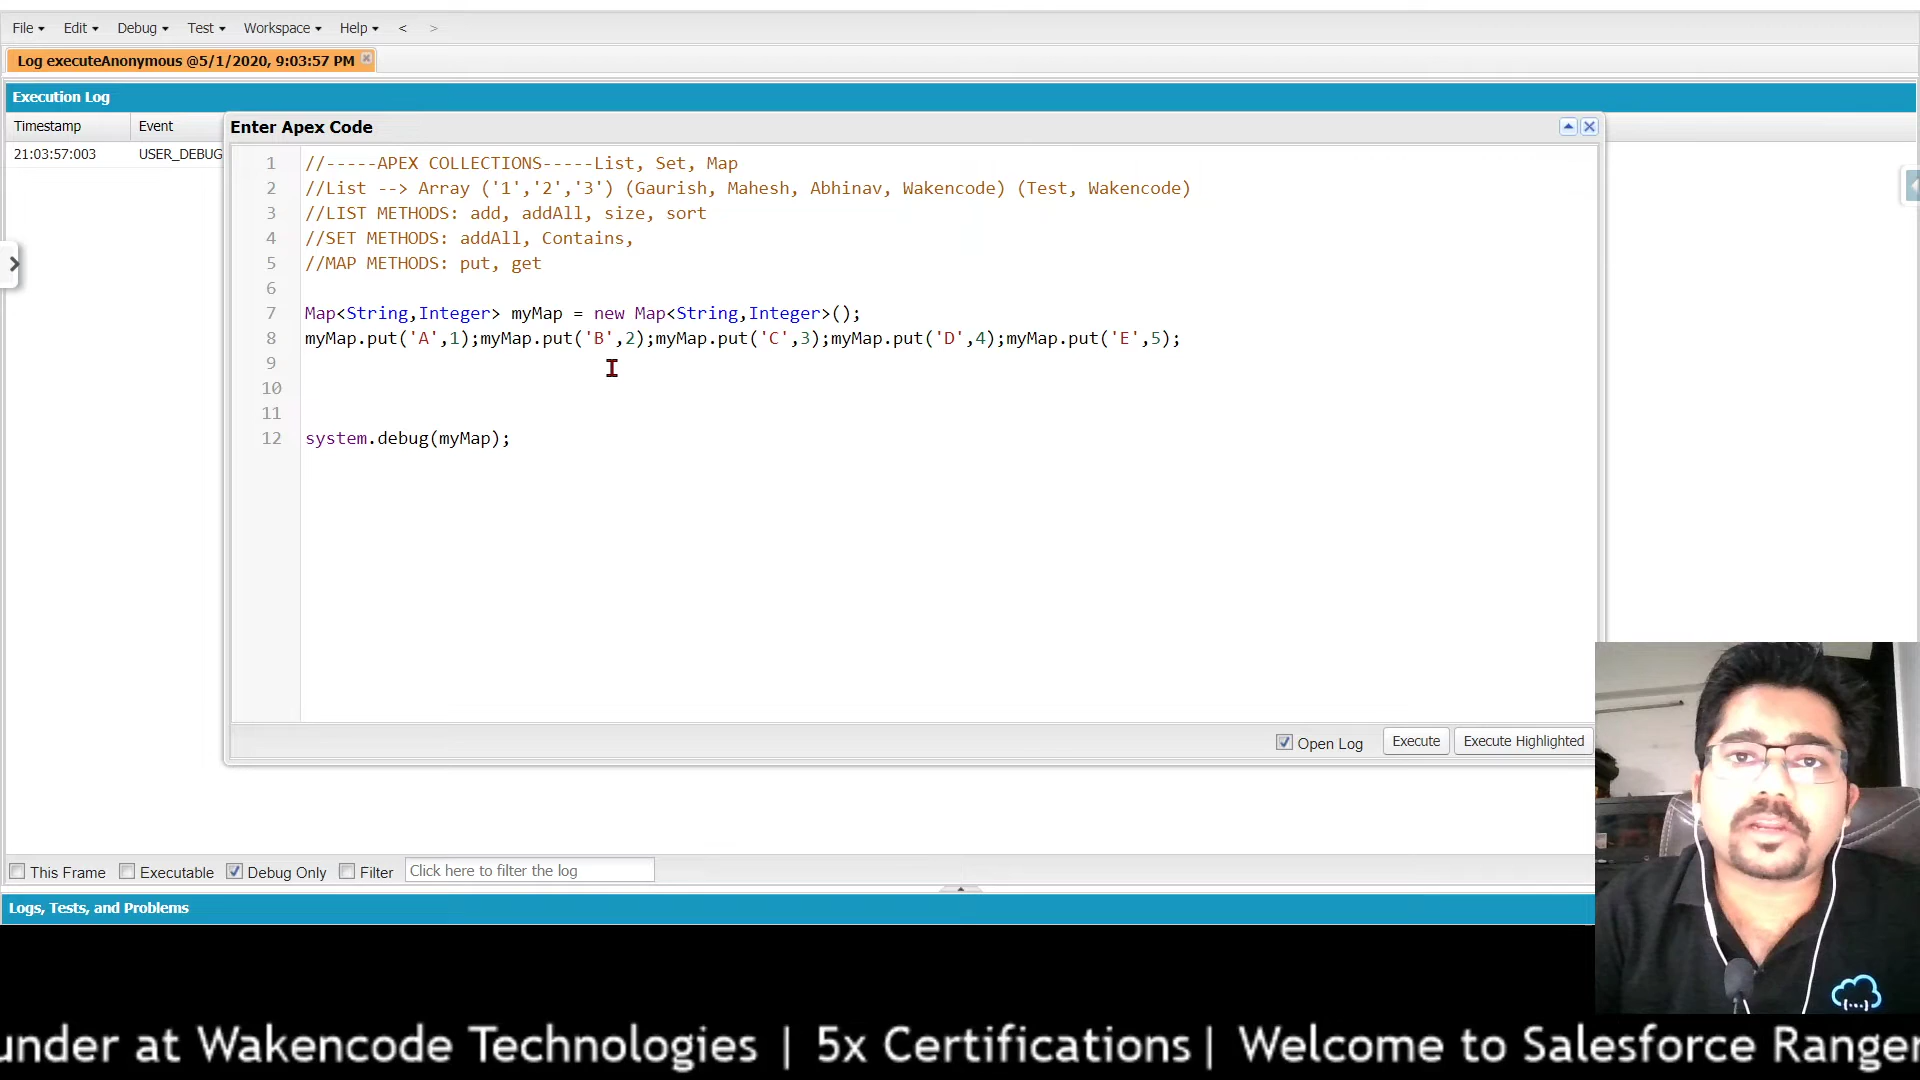 File Edit Debug Test Workspace Help < >
Log executeAnonymous @5/1/2020, 9:03:57 PM
Execution Log
Timestamp Event
21:03:57:003 USER_DEBUG
Enter Apex Code
1 //-----APEX COLLECTIONS-----List, Set, Map
2 //List --> Array ('1','2','3') (Gaurish, Mahesh, Abhinav, Wakencode) (Test, Wakencode)
3 //LIST METHODS: add, addAll, size, sort
4 //SET METHODS: addAll, Contains,
5 //MAP METHODS: put, get
6
7 Map<String,Integer> myMap = new Map<String,Integer>();
8 myMap.put('A',1);myMap.put('B',2);myMap.put('C',3);myMap.put('D',4);myMap.put('E',5);
9
10
11
12 system.debug(myMap);
Open Log Execute Execute Highlighted
This Frame Executable Debug Only Filter Click here to filter the log
Logs, Tests, and Problems
under at Wakencode Technologies | 5x Certifications| Welcome to Salesforce Ranger